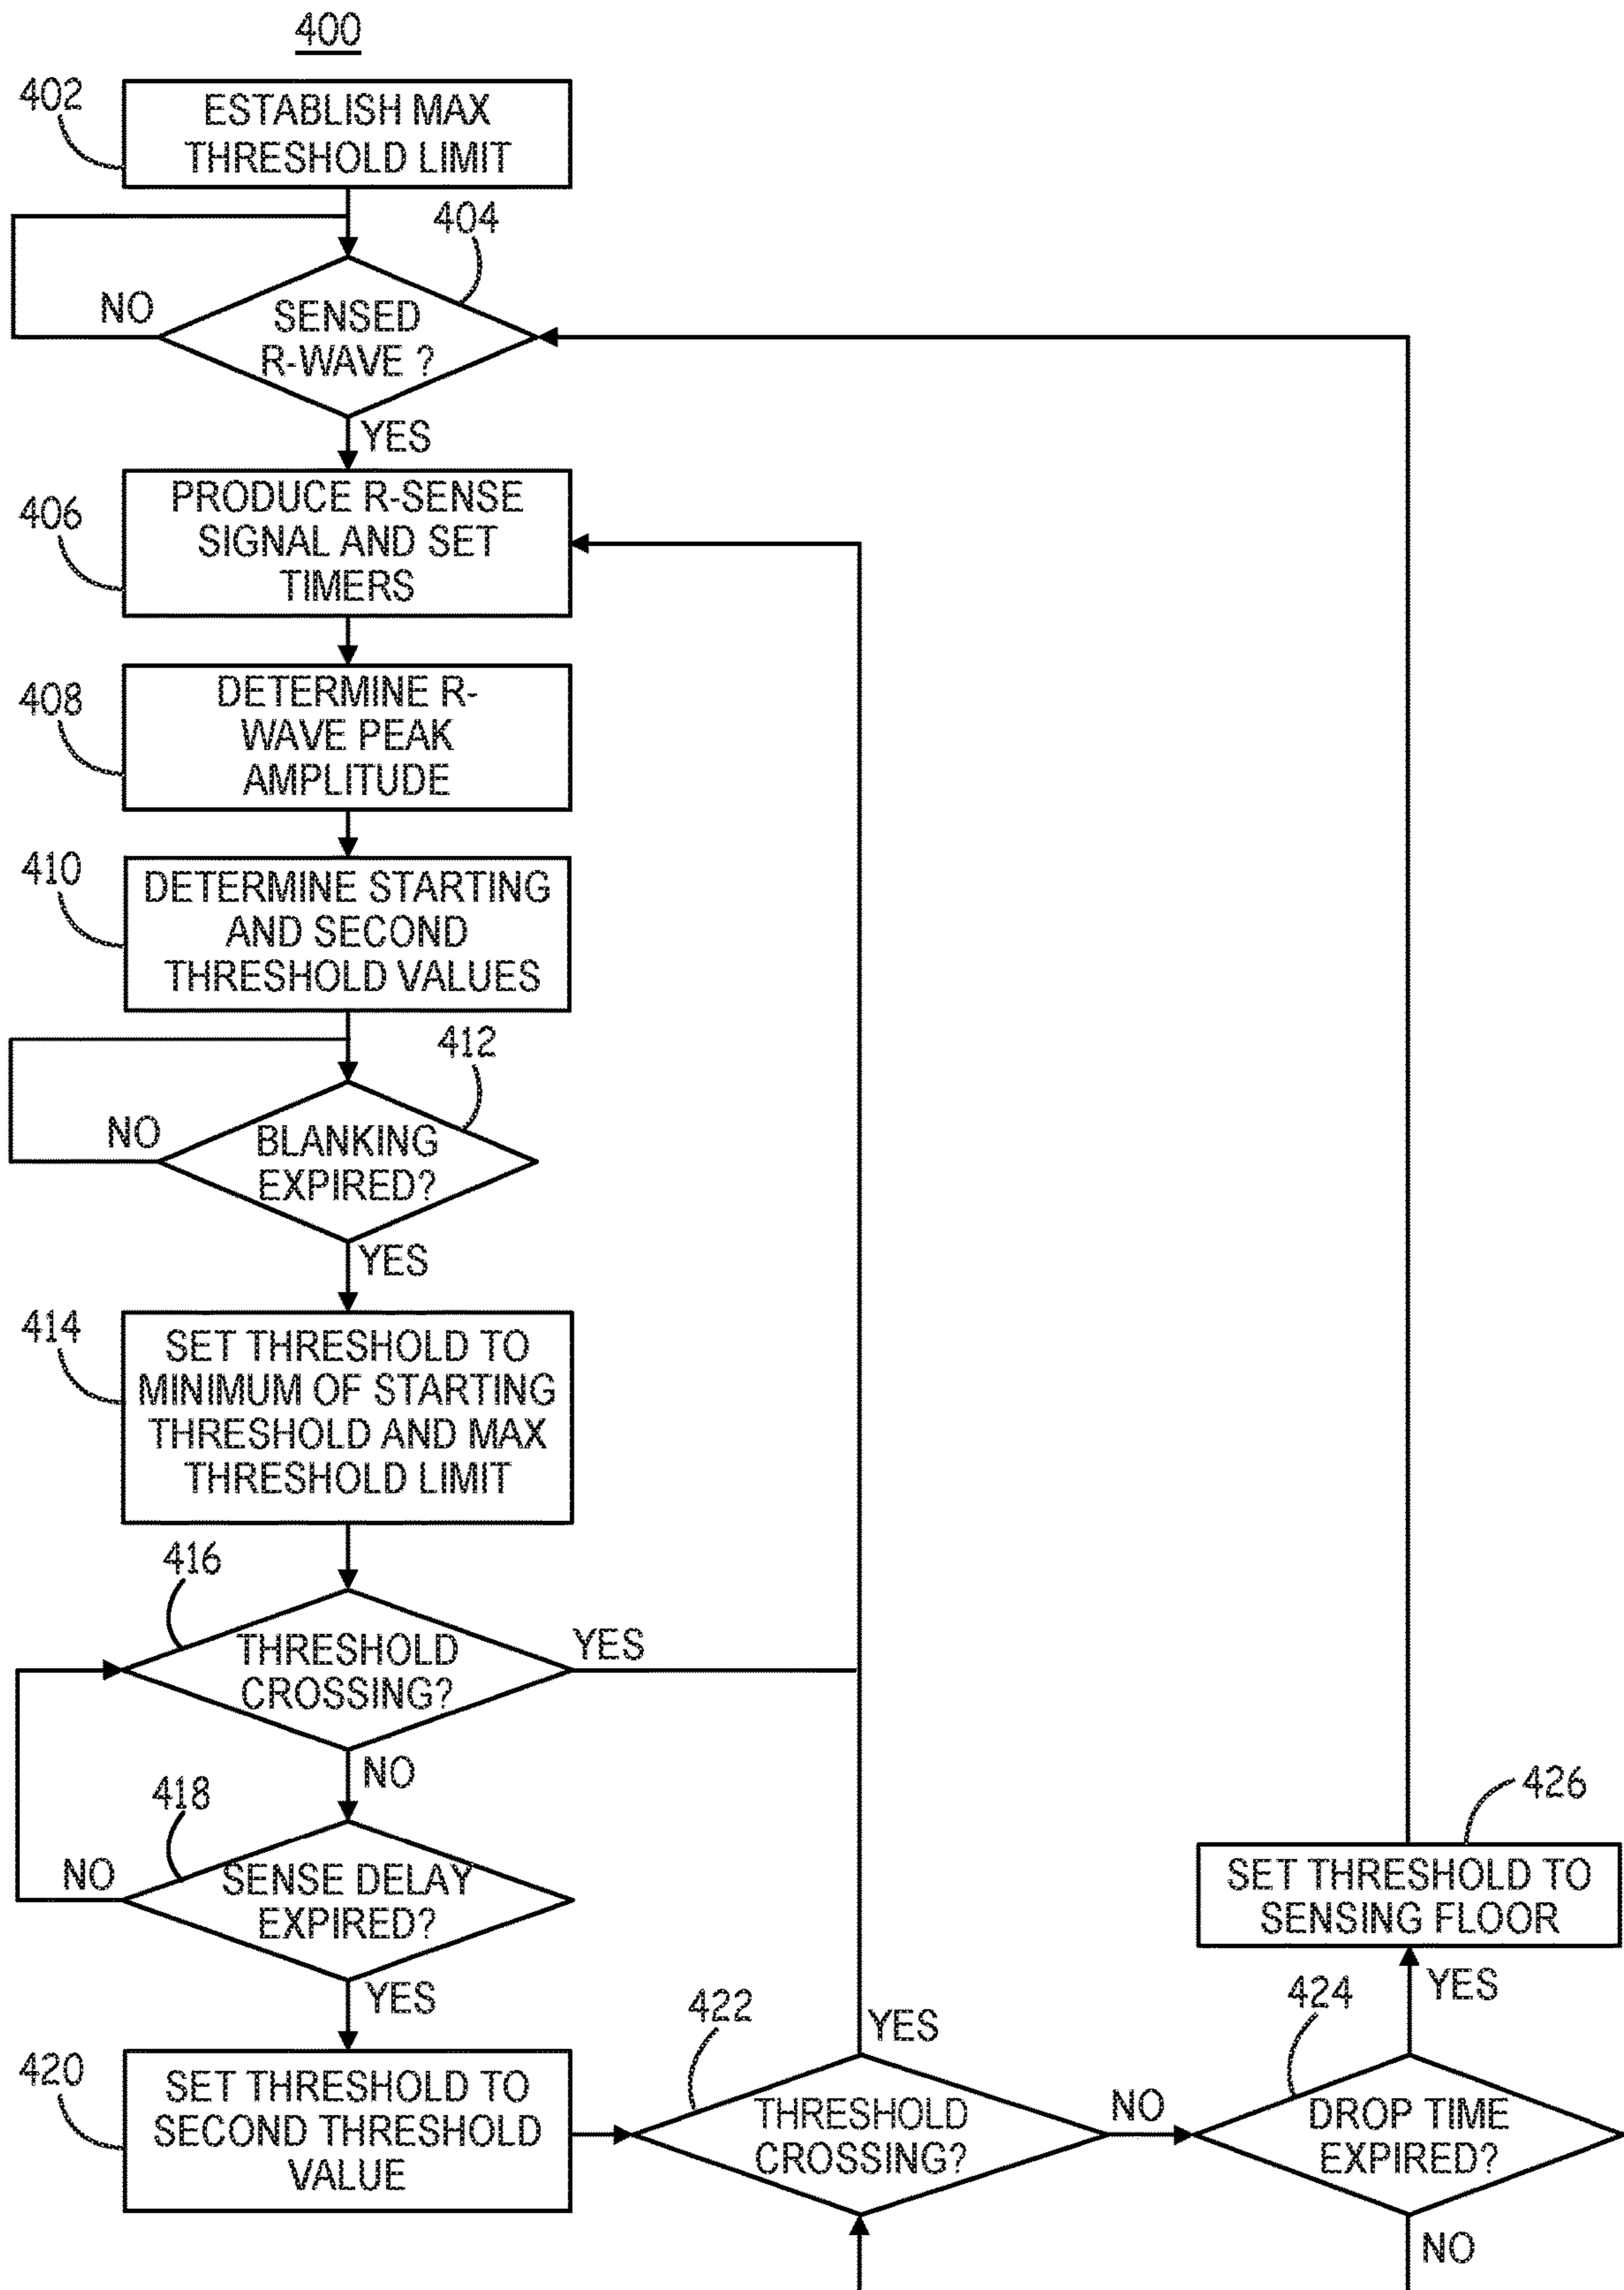 400
402
ESTABLISH MAX
THRESHOLD LIMIT
404
NO
SENSED
R-WAVE ?
YES
406
PRODUCE R-SENSE
SIGNAL AND SET
TIMERS
408
DETERMINE R-
WAVE PEAK
AMPLITUDE
410
DETERMINE STARTING
AND SECOND
THRESHOLD VALUES
412
NO
BLANKING
EXPIRED?
YES
414
SET THRESHOLD TO
MINIMUM OF STARTING
THRESHOLD AND MAX
THRESHOLD LIMIT
416
THRESHOLD
CROSSING?
YES
NO
418
NO
SENSE DELAY
EXPIRED?
YES
420
SET THRESHOLD TO
SECOND THRESHOLD
VALUE
422
YES
THRESHOLD
CROSSING?
NO
424
DROP TIME
EXPIRED?
YES
NO
426
SET THRESHOLD TO
SENSING FLOOR